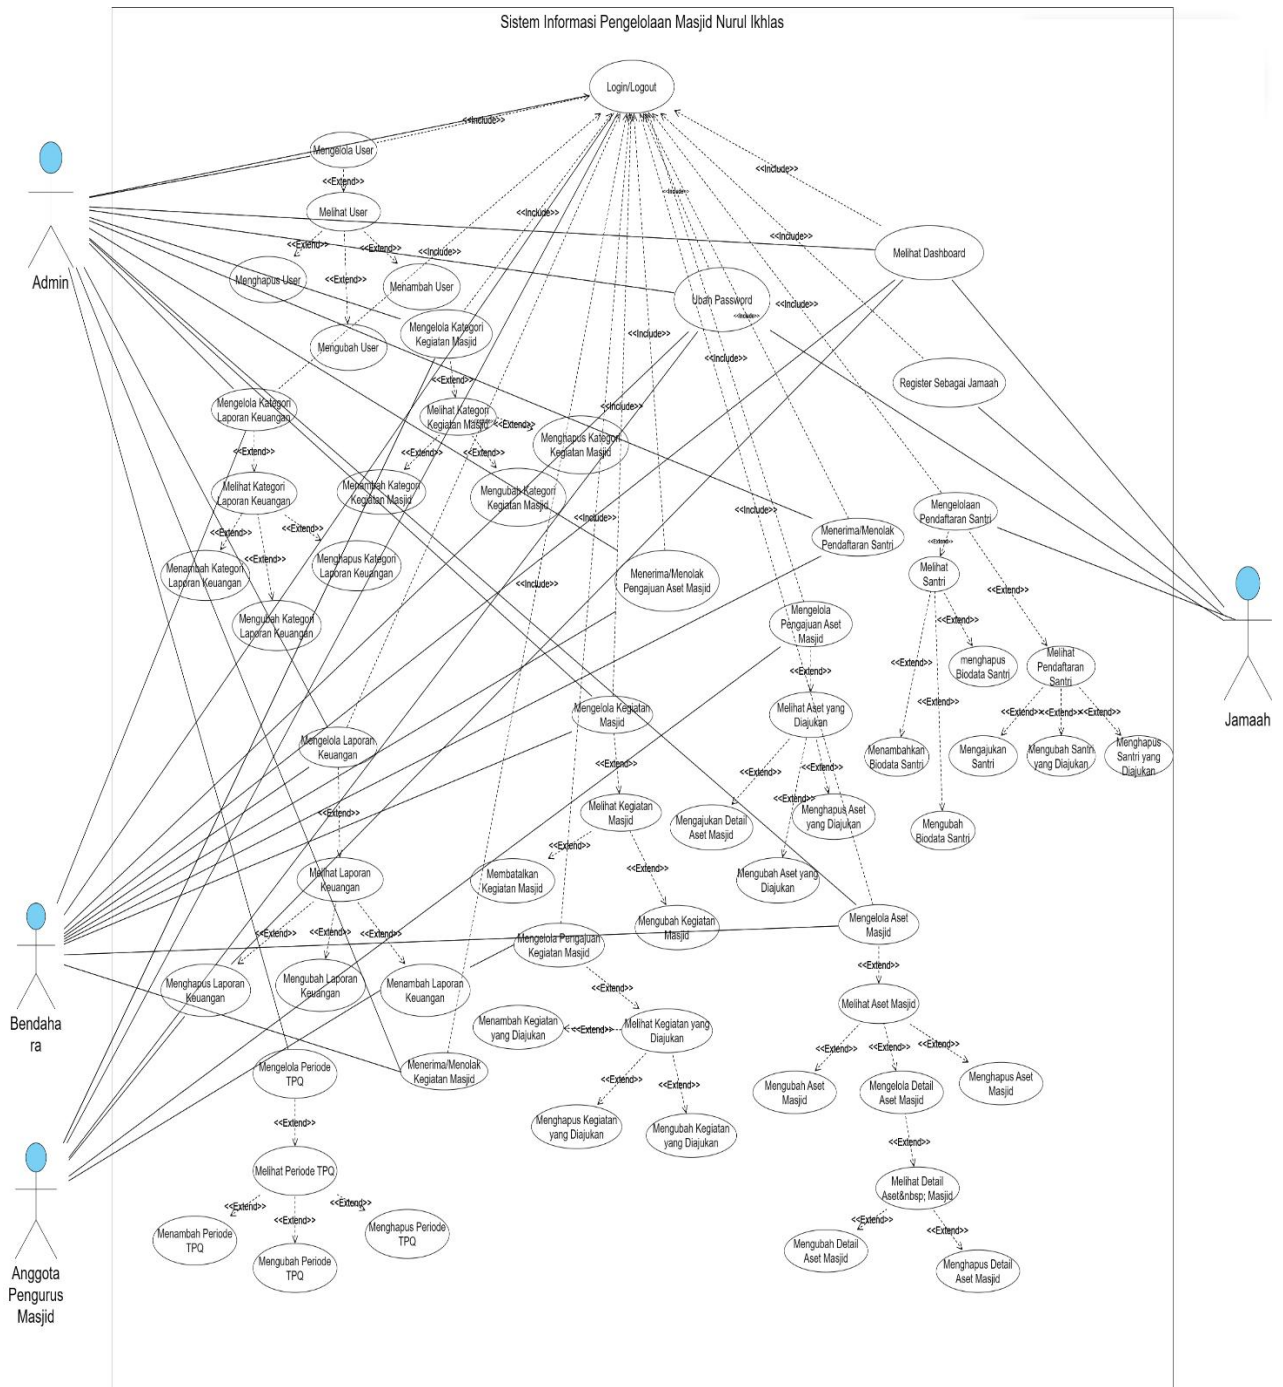 Sistem Informasi Pengelolaan Masjid Nurul Ikhlas
Login/Logout
<<Include>>
Mengelola User
<<Extend>>
Melihat User
<<Extend>>
<<Extend>>
Menghapus User
<<Extend>>
Menambah User
Mengubah User
Admin
<<Include>>
<<Include>>
<<Include>>
<<Include>>
<<Include>>
<<Include>>
Melihat Dashboard
Ubah Password
<<Include>>
<<Include>>
<<Include>>
<<Include>>
Mengelola Kategori
Kegiatan Masjid
<<Extend>>
Melihat Kategori
Kegiatan Masjid
<<Extend>>
<<Extend>>
<<Extend>>
Menghapus Kategori
Kegiatan Masjid
Menambah Kategori
Kegiatan Masjid
Mengubah Kategori
Kegiatan Masjid
Register Sebagai Jamaah
Mengelola Kategori
Laporan Keuangan
<<Extend>>
Melihat Kategori
Laporan Keuangan
<<Extend>>
<<Extend>>
<<Extend>>
Menambah Kategori
Laporan Keuangan
Menghapus Kategori
Laporan Keuangan
Mengubah Kategori
Laporan Keuangan
<<Include>>
<<Include>>
<<Include>>
<<Include>>
Menerima/Menolak
Pendaftaran Santri
Menerima/Menolak
Pengajuan Aset Masjid
Mengelolaan
Pendaftaran Santri
<<Extend>>
Melihat
Santri
<<Extend>>
<<Extend>>
<<Extend>>
<<Extend>>
menghapus
Biodata Santri
Melihat
Pendaftaran
Santri
<<Extend>>
<<Extend>>
<<Extend>>
Menambahkan
Biodata Santri
Mengajukan
Santri
Mengubah Santri
yang Diajukan
Menghapus
Santri yang
Diajukan
Mengubah
Biodata Santri
Jamaah
Mengelola
Pengajuan Aset
Masjid
<<Extend>>
Melihat Aset yang
Diajukan
<<Extend>>
<<Extend>>
<<Extend>>
Mengajukan Detail
Aset Masjid
Menghapus Aset
yang Diajukan
Mengubah Aset yang
Diajukan
Mengelola Kegiatan
Masjid
<<Extend>>
Melihat Kegiatan
Masjid
<<Extend>>
<<Extend>>
Membatalkan
Kegiatan Masjid
Mengubah Kegiatan
Masjid
Mengelola Laporan
Keuangan
<<Extend>>
Melihat Laporan
Keuangan
<<Extend>>
<<Extend>>
<<Extend>>
Menghapus Laporan
Keuangan
Mengubah Laporan
Keuangan
Menambah Laporan
Keuangan
Bendaha
ra
Mengelola Pengajuan
Kegiatan Masjid
<<Extend>>
Menambah Kegiatan
yang Diajukan
<<Extend>>
Melihat Kegiatan yang
Diajukan
<<Extend>>
<<Extend>>
Menghapus Kegiatan
yang Diajukan
Mengubah Kegiatan
yang Diajukan
Menerima/Menolak
Kegiatan Masjid
Mengelola Aset
Masjid
<<Extend>>
Melihat Aset Masjid
<<Extend>>
<<Extend>>
<<Extend>>
Mengubah Aset
Masjid
Mengelola Detail
Aset Masjid
Menghapus Aset
Masjid
<<Extend>>
Melihat Detail
Aset&nbsp; Masjid
<<Extend>>
<<Extend>>
Mengubah Detail
Aset Masjid
Menghapus Detail
Aset Masjid
Mengelola Periode
TPQ
<<Extend>>
Melihat Periode TPQ
<<Extend>>
<<Extend>>
<<Extend>>
Menambah Periode
TPQ
Mengubah Periode
TPQ
Menghapus Periode
TPQ
Anggota
Pengurus
Masjid